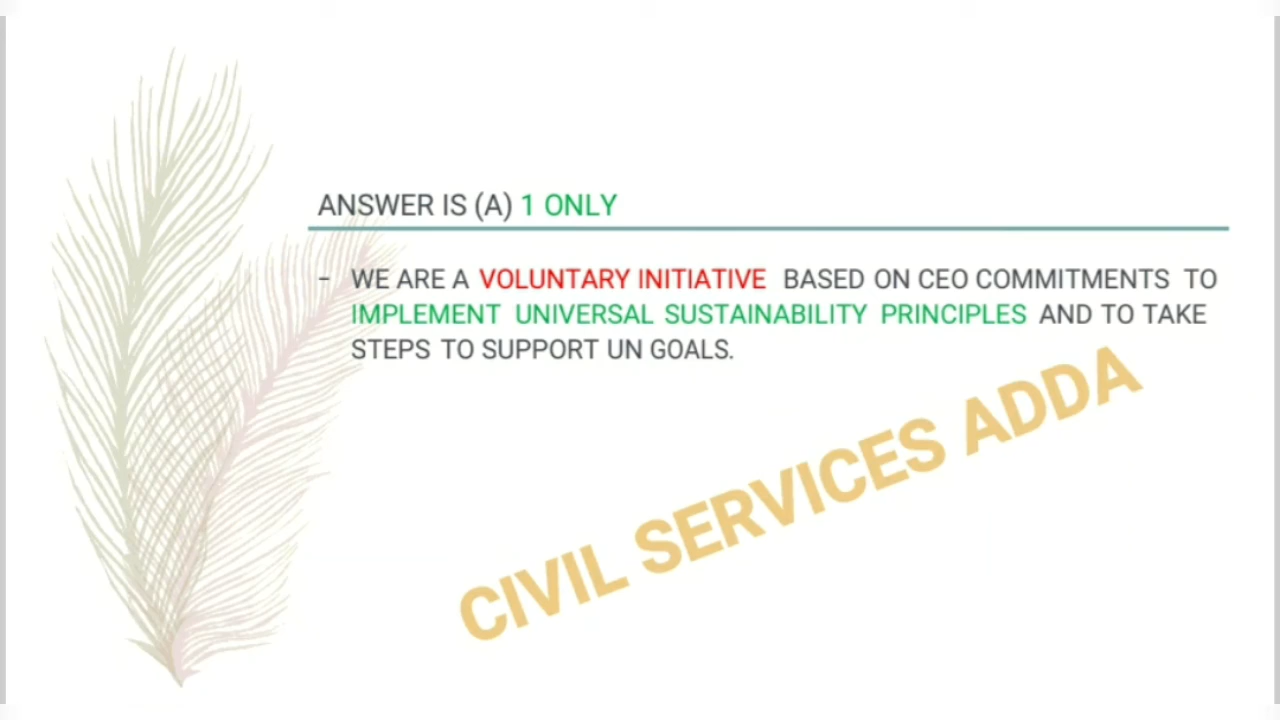 ANSWER IS (A) 1 ONLY
- WE ARE A VOLUNTARY INITIATIVE BASED ON CEO COMMITMENTS TO
IMPLEMENT UNIVERSAL SUSTAINABILITY PRINCIPLES AND TO TAKE
STEPS TO SUPPORT UN GOALS.
CIVIL SERVICES ADDA